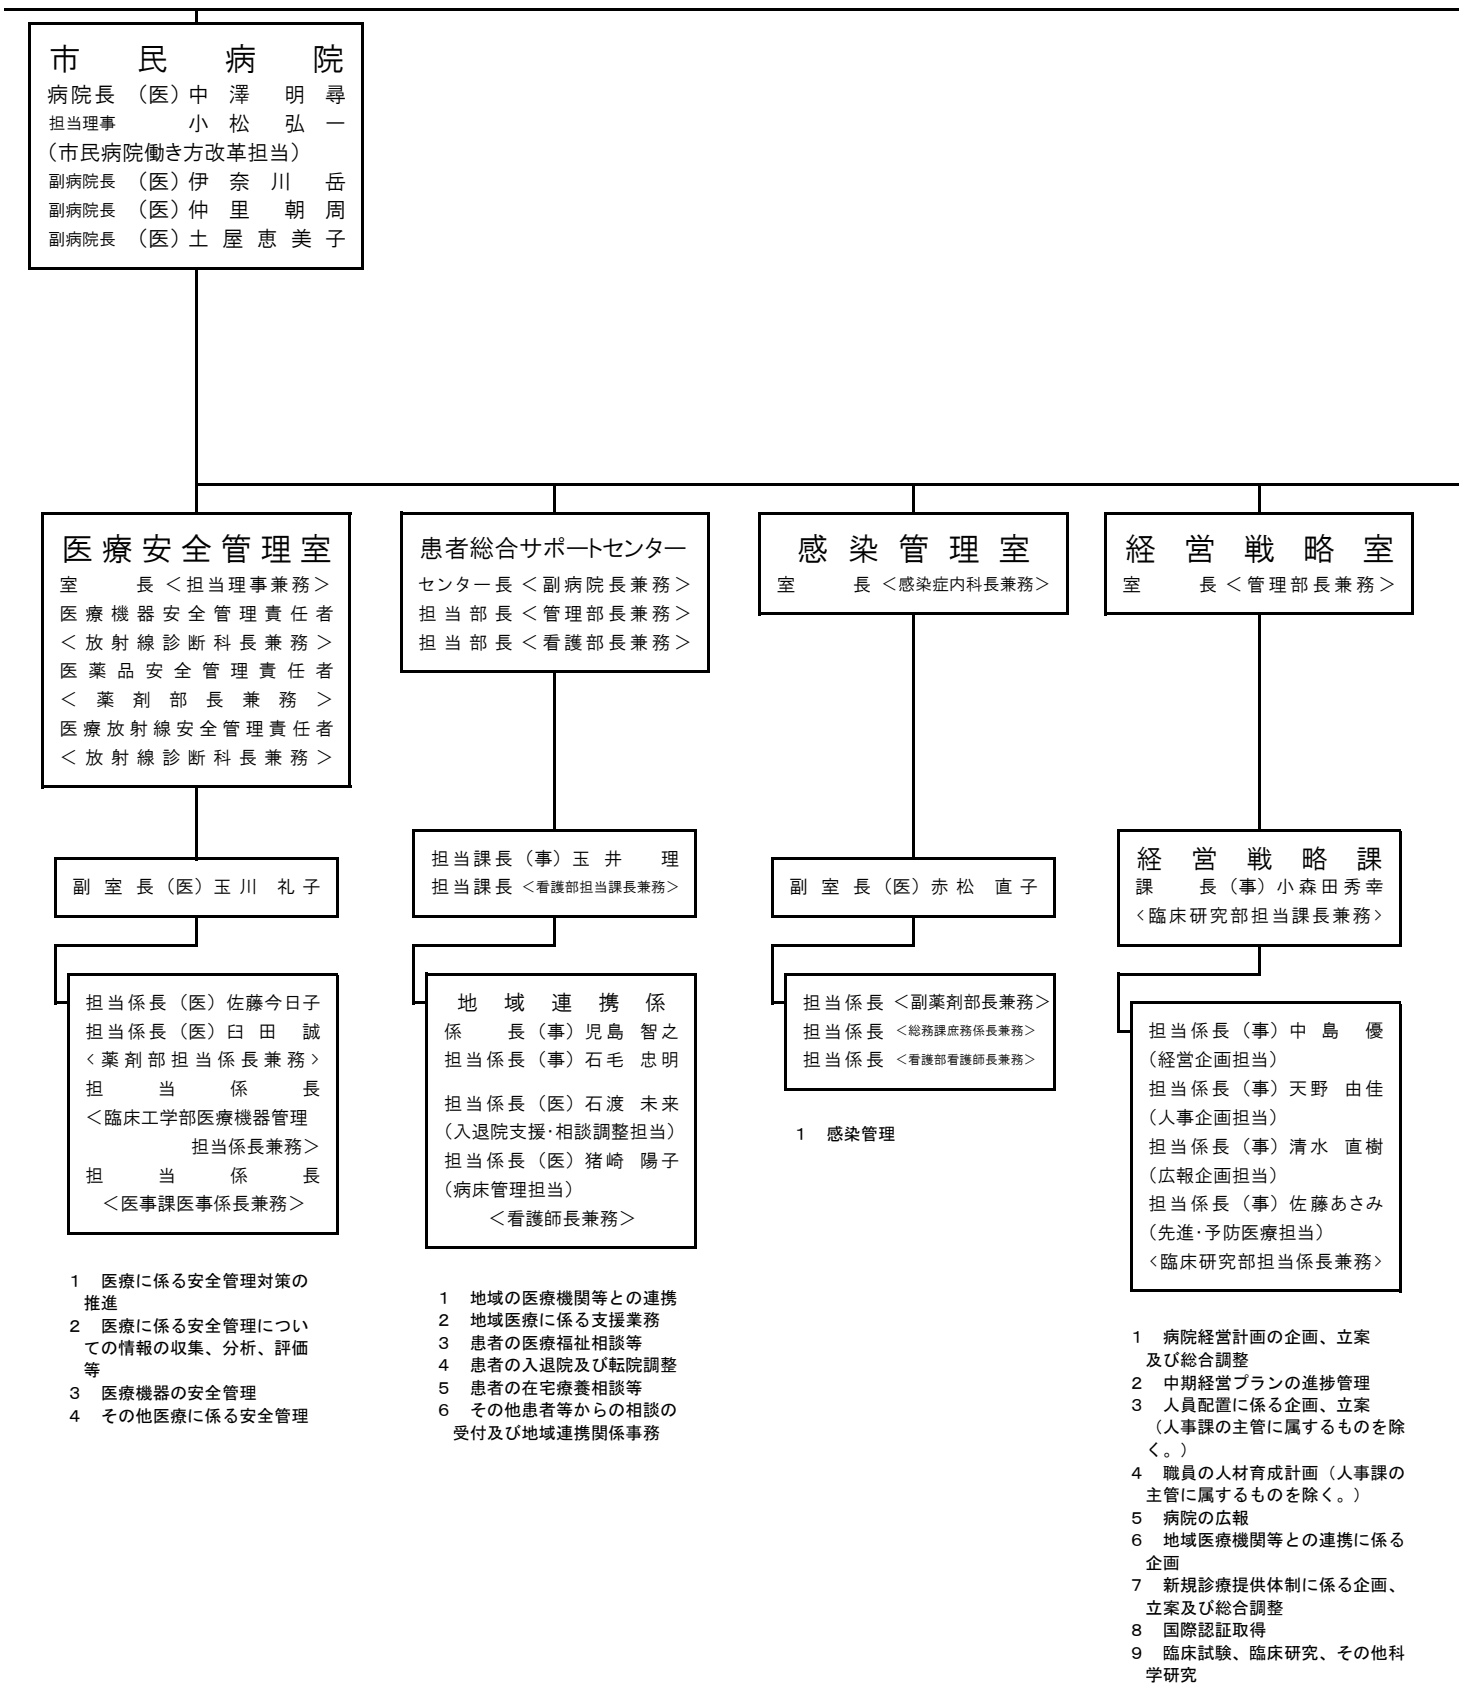 市民病院
病院長（医）中澤明尋
担当理事 小松弘一
（市民病院働き方改革担当）
副病院長（医）伊奈川岳
副病院長（医）仲里朝周
副病院長（医）土屋恵美子
医療安全管理室
室長＜担当理事兼務＞
医療機器安全管理責任者
＜放射線診断科長兼務＞
医薬品安全管理責任者
＜薬剤部長兼務＞
医療放射線安全管理責任者
＜放射線診断科長兼務＞
副室長（医）玉川礼子
担当係長（医）佐藤今日子
担当係長（医）臼田誠
＜薬剤部担当係長兼務＞
担当係長
＜臨床工学部医療機器管理
担当係長兼務＞
担当係長
＜医事課医事係長兼務＞
1 医療に係る安全管理対策の
推進
2 医療に係る安全管理につい
ての情報の収集、分析、評価
等
3 医療機器の安全管理
4 その他医療に係る安全管理
患者総合サポートセンター
センター長＜副病院長兼務＞
担当部長＜管理部長兼務＞
担当部長＜看護部長兼務＞
担当課長（事）玉井理
担当課長＜看護部担当課長兼務＞
地域連携係
係長（事）児島智之
担当係長（事）石毛忠明
担当係長（医）石渡未来
（入退院支援・相談調整担当）
担当係長（医）猪崎陽子
（病床管理担当）
＜看護師長兼務＞
1 地域の医療機関等との連携
2 地域医療に係る支援業務
3 患者の医療福祉相談等
4 患者の入退院及び転院調整
5 患者の在宅療養相談等
6 その他患者等からの相談の
受付及び地域連携関係事務
感染管理室
室長＜感染症内科長兼務＞
副室長（医）赤松直子
担当係長＜副薬剤部長兼務＞
担当係長＜総務課庶務係長兼務＞
担当係長＜看護部看護師長兼務＞
1 感染管理
経営戦略室
室長＜管理部長兼務＞
経営戦略課
課長（事）小森田秀幸
＜臨床研究部担当課長兼務＞
担当係長（事）中島優
（経営企画担当）
担当係長（事）天野由佳
（人事企画担当）
担当係長（事）清水直樹
（広報企画担当）
担当係長（事）佐藤あさみ
（先進・予防医療担当）
＜臨床研究部担当係長兼務＞
1 病院経営計画の企画、立案
及び総合調整
2 中期経営プランの進捗管理
3 人員配置に係る企画、立案
（人事課の主管に属するものを除
く。）
4 職員の人材育成計画（人事課の
主管に属するものを除く。）
5 病院の広報
6 地域医療機関等との連携に係る
企画
7 新規診療提供体制に係る企画、
立案及び総合調整
8 国際認証取得
9 臨床試験、臨床研究、その他科
学研究